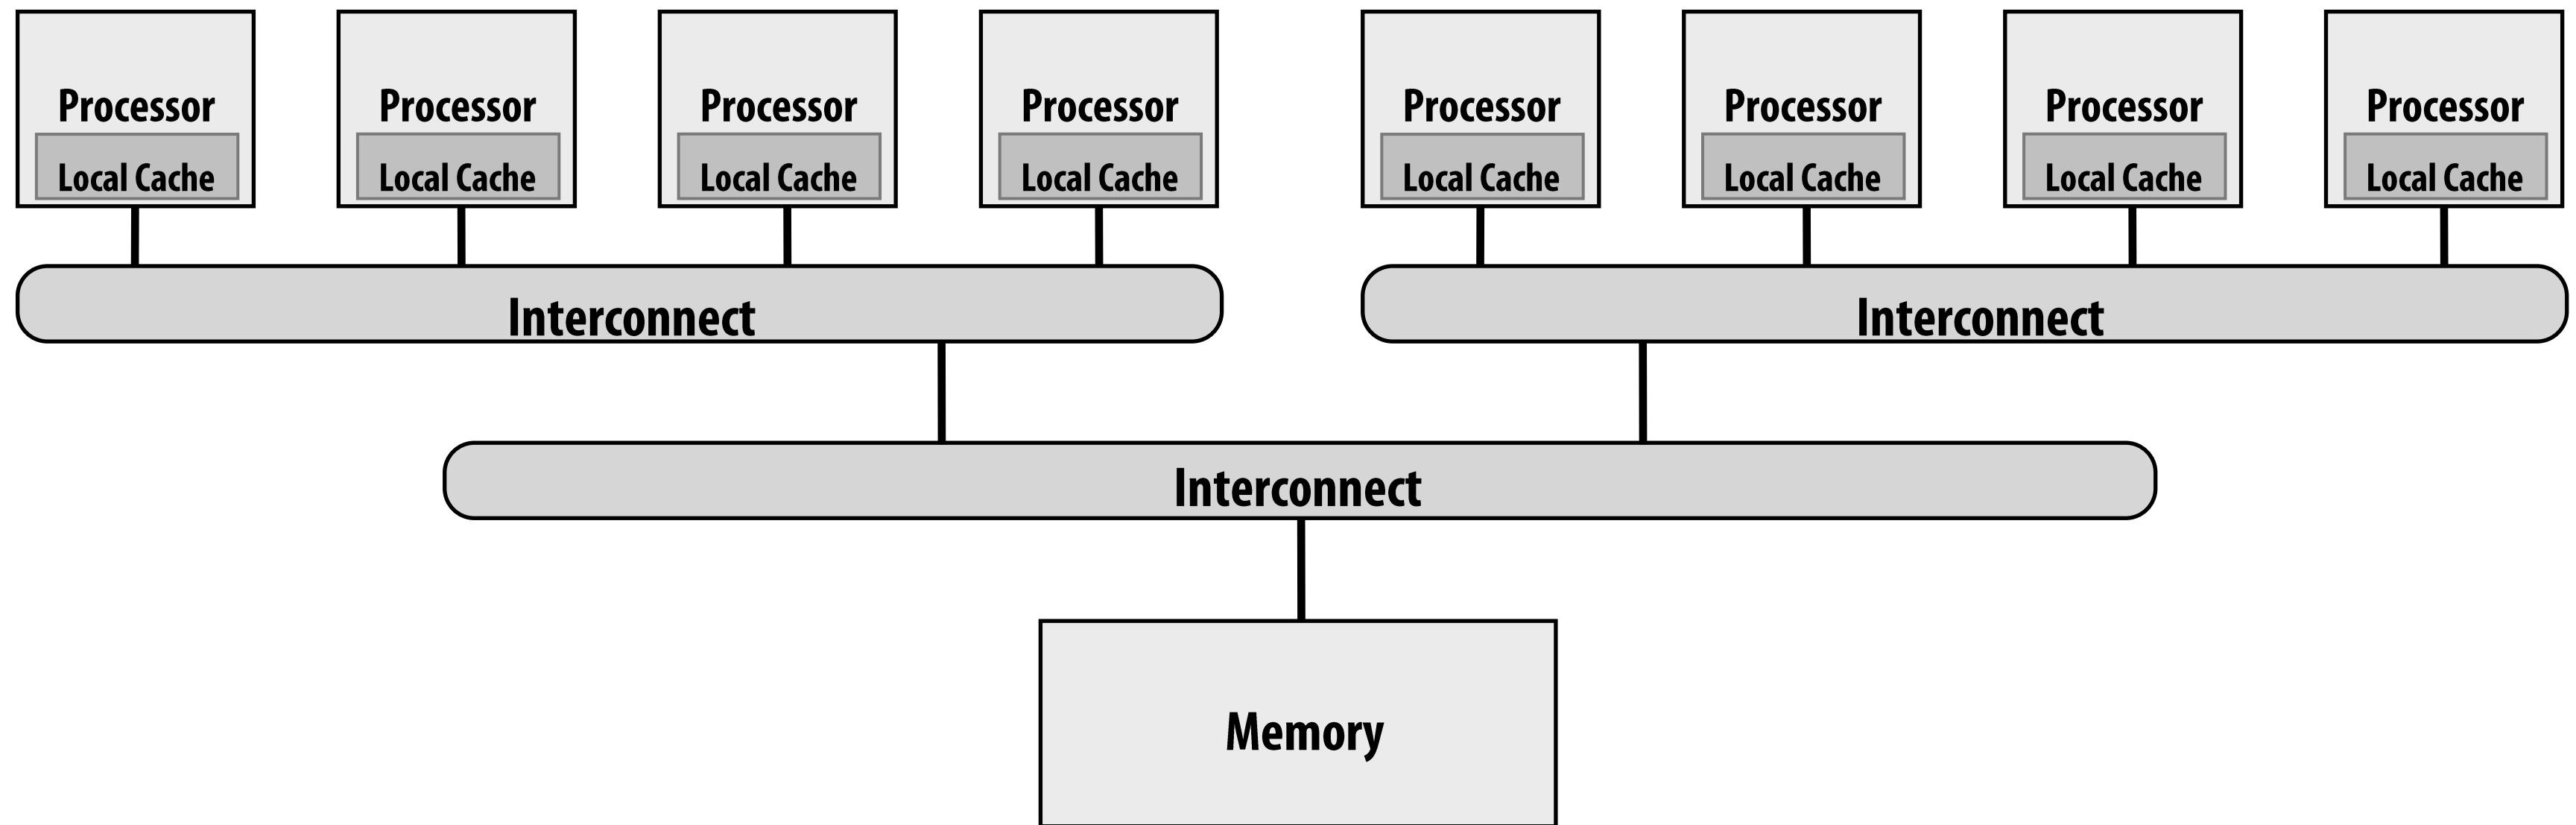 Processor
Local Cache
Processor
Local Cache
Processor
Local Cache
Processor
Local Cache
Processor
Local Cache
Processor
Local Cache
Processor
Local Cache
Processor
Local Cache
Interconnect
Interconnect
Interconnect
Memory